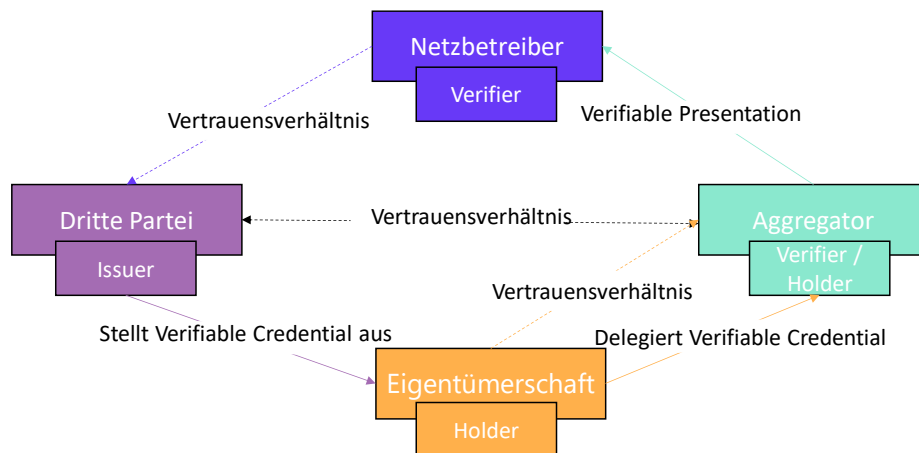 Netzbetreiber
Verifier
Vertrauensverhältnis
Verifiable Presentation
Dritte Partei
Issuer
Vertrauensverhältnis
Aggregator
Verifier /
Holder
Vertrauensverhältnis
Stellt Verifiable Credential aus
Delegiert Verifiable Credential
Eigentümerschaft
Holder